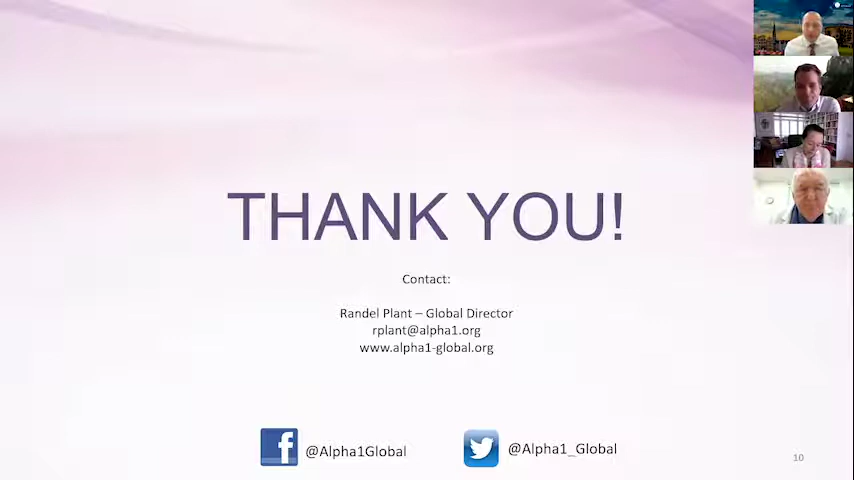 THANK YOU!
Contact:
Randel Plant – Global Director
rplant@alpha1.org
www.alpha1-global.org
@Alpha1Global
@Alpha1_Global
10